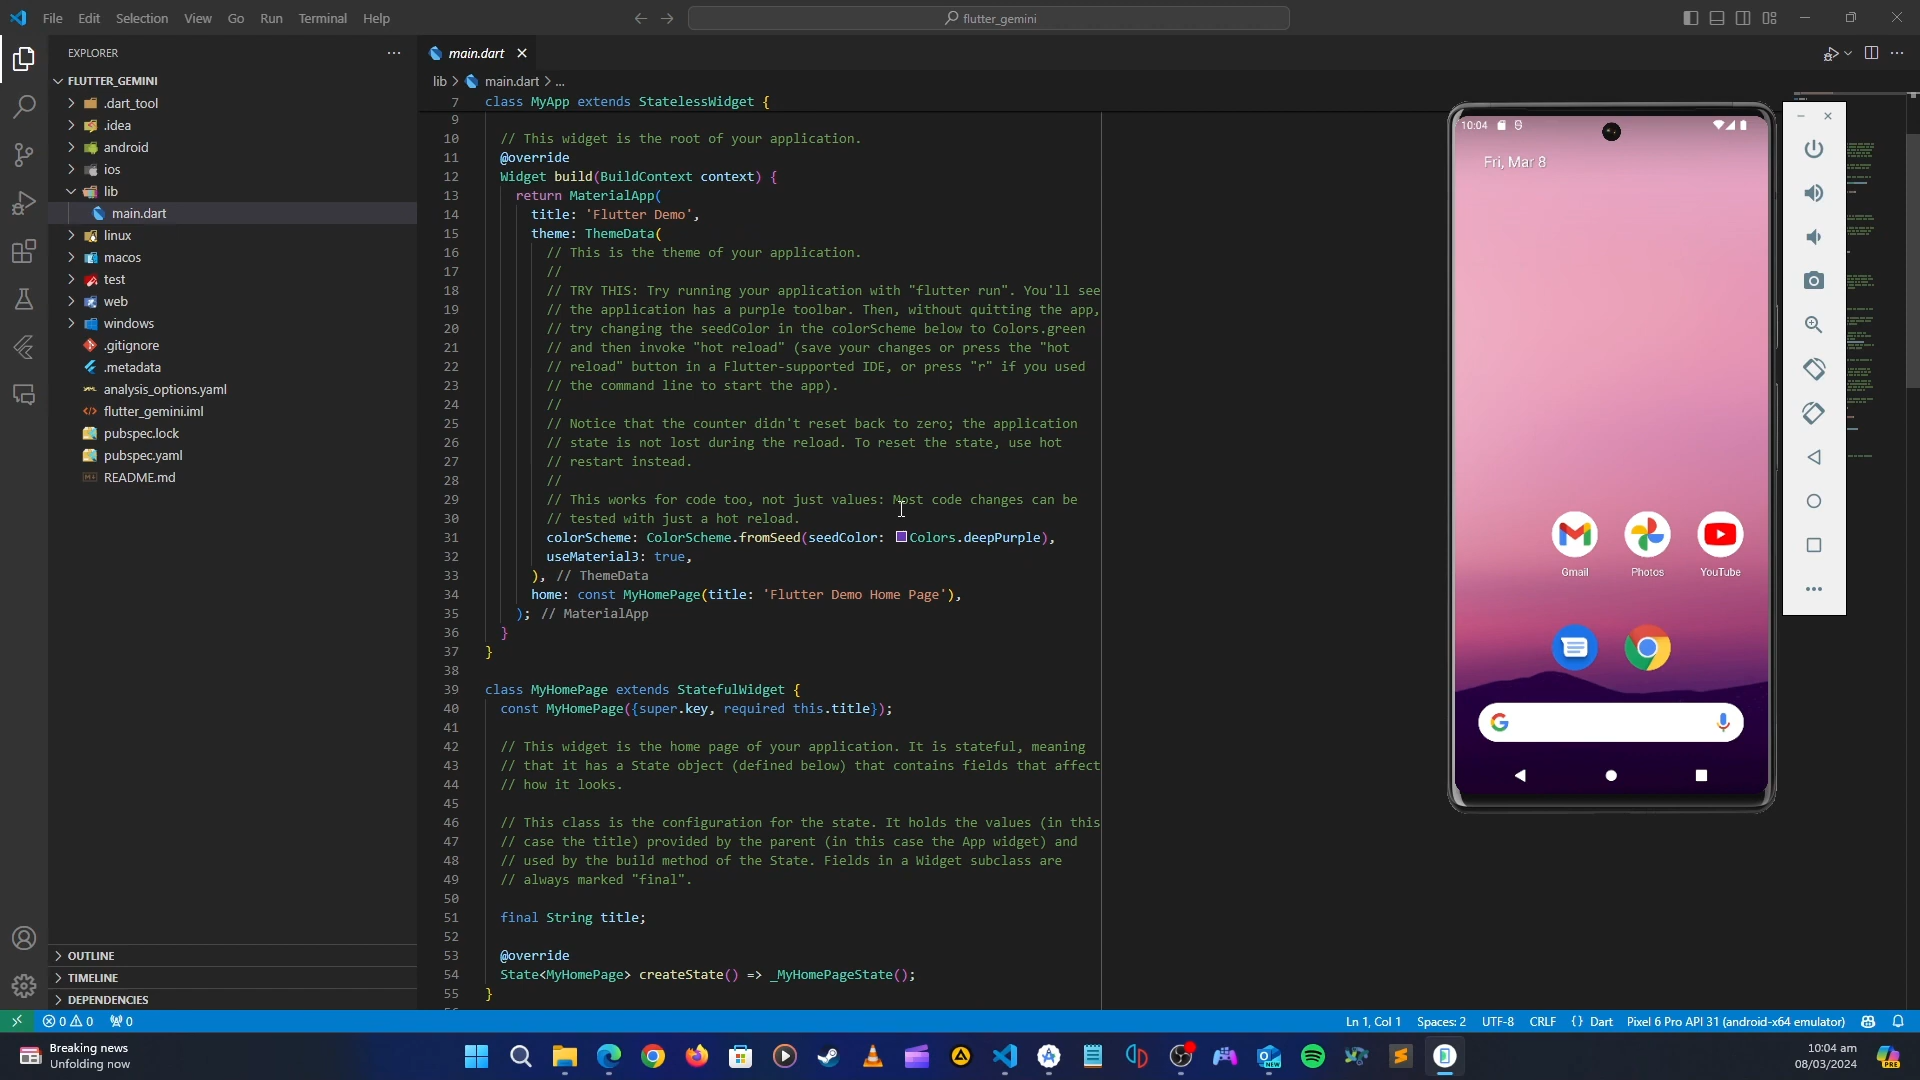 File Edit Selection View Go Run Terminal Help
flutter_gemini
EXPLORER
FLUTTER_GEMINI
.dart_tool
.idea
android
ios
lib
main.dart
linux
macos
test
web
windows
.gitignore
.metadata
analysis_options.yaml
flutter_gemini.iml
pubspec.lock
pubspec.yaml
README.md
OUTLINE
TIMELINE
DEPENDENCIES
main.dart
lib > main.dart > ...
7 class MyApp extends StatelessWidget {
9
10 // This widget is the root of your application.
11 @override
12 Widget build(BuildContext context) {
13 return MaterialApp(
14 title: 'Flutter Demo',
15 theme: ThemeData(
16 // This is the theme of your application.
17 //
18 // TRY THIS: Try running your application with "flutter run". You'll see
19 // the application has a purple toolbar. Then, without quitting the app,
20 // try changing the seedColor in the colorScheme below to Colors.green
21 // and then invoke "hot reload" (save your changes or press the "hot
22 // reload" button in a Flutter-supported IDE, or press "r" if you used
23 // the command line to start the app).
24 //
25 // Notice that the counter didn't reset back to zero; the application
26 // state is not lost during the reload. To reset the state, use hot
27 // restart instead.
28 //
29 // This works for code too, not just values: Most code changes can be
30 // tested with just a hot reload.
31 colorScheme: ColorScheme.fromSeed(seedColor: Colors.deepPurple),
32 useMaterial3: true,
33 ), // ThemeData
34 home: const MyHomePage(title: 'Flutter Demo Home Page'),
35 ); // MaterialApp
36 }
37 }
38
39 class MyHomePage extends StatefulWidget {
40 const MyHomePage({super.key, required this.title});
41
42 // This widget is the home page of your application. It is stateful, meaning
43 // that it has a State object (defined below) that contains fields that affect
44 // how it looks.
45
46 // This class is the configuration for the state. It holds the values (in this
47 // case the title) provided by the parent (in this case the App widget) and
48 // used by the build method of the State. Fields in a Widget subclass are
49 // always marked "final".
50
51 final String title;
52
53 @override
54 State<MyHomePage> createState() => _MyHomePageState();
55 }
10:04
Fri, Mar 8
Gmail Photos YouTube
0 0 0
Ln 1, Col 1 Spaces: 2 UTF-8 CRLF {} Dart Pixel 6 Pro API 31 (android-x64 emulator)
Breaking news
Unfolding now
NEW
PRE
10:04 am
08/03/2024